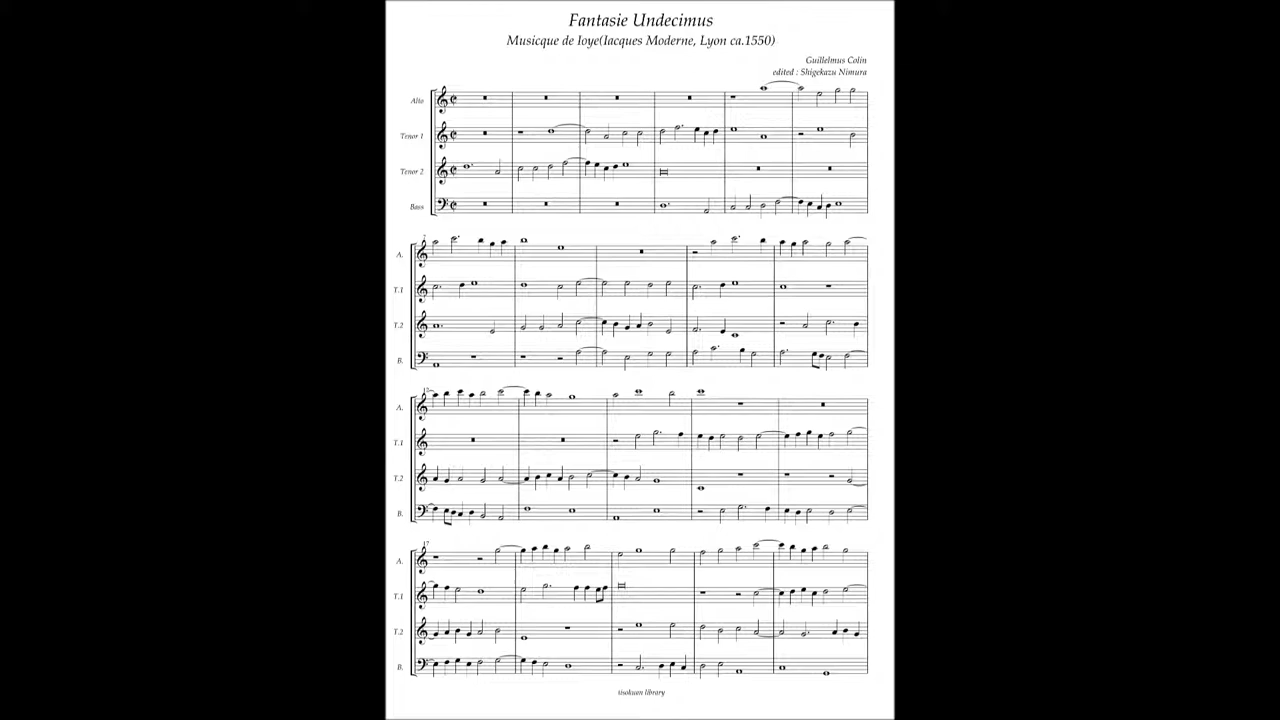 Fantasie Undecimus
Musicque de Ioye(Iacques Moderne, Lyon ca.1550)
Guillelmus Colin
edited : Shigekazu Nimura
Alto
Tenor 1
Tenor 2
Bass
7
A.
T.1
T.2
B.
12
A.
T.1
T.2
B.
17
A.
T.1
T.2
B.
sisokuan library